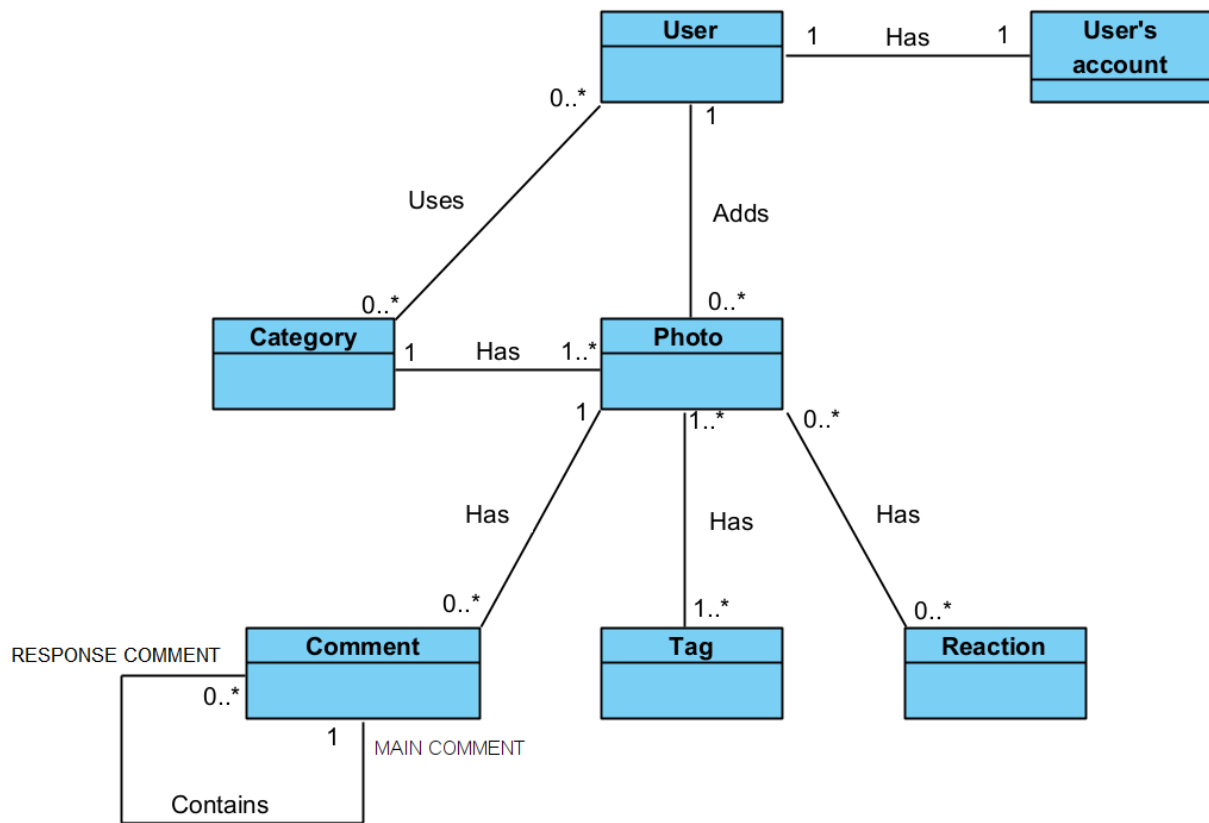 User
1
Has
1
User's
account
0..*
1
Uses
Adds
0..*
0..*
Category
1
Has
1..*
Photo
1
1..*
0..*
Has
Has
Has
0..*
1..*
0..*
Comment
Tag
Reaction
RESPONSE COMMENT
0..*
1
MAIN COMMENT
Contains